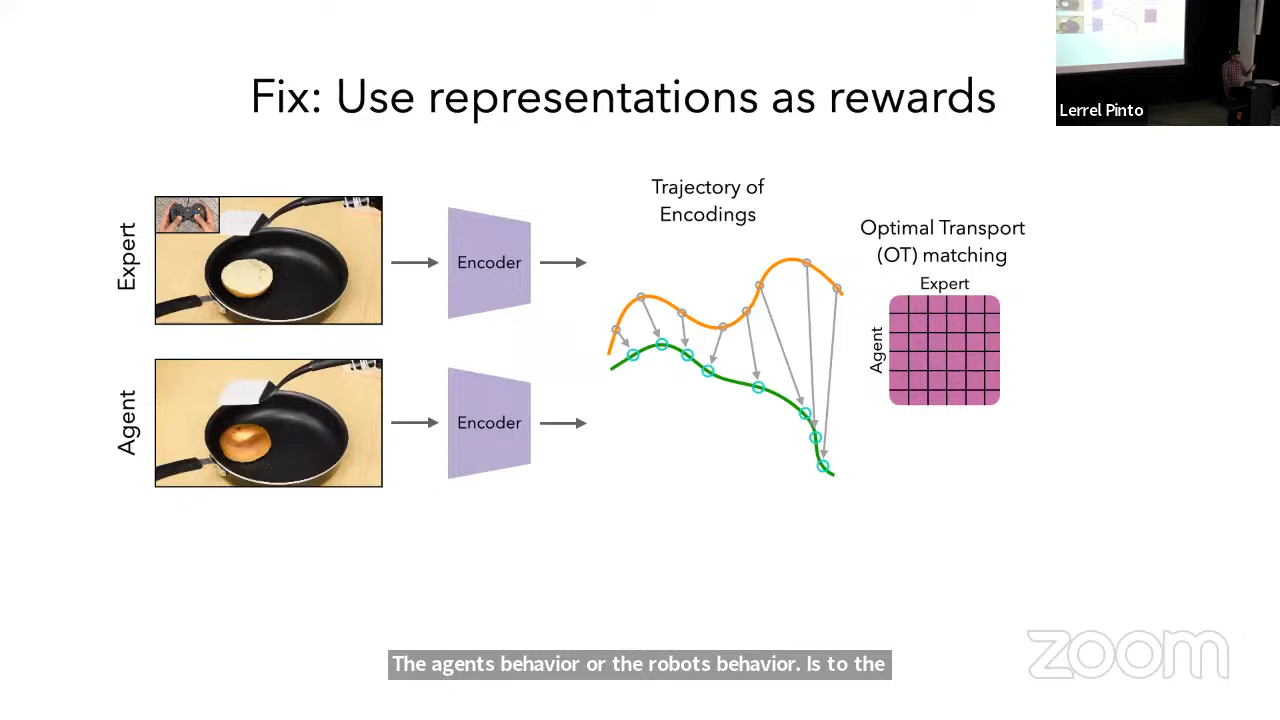 Fix: Use representations as rewards
Lerrel Pinto
Trajectory of
Encodings
Optimal Transport
(OT) matching
Expert
Agent
Expert
Encoder
Agent
Encoder
The agents behavior or the robots behavior. Is to the
zoom